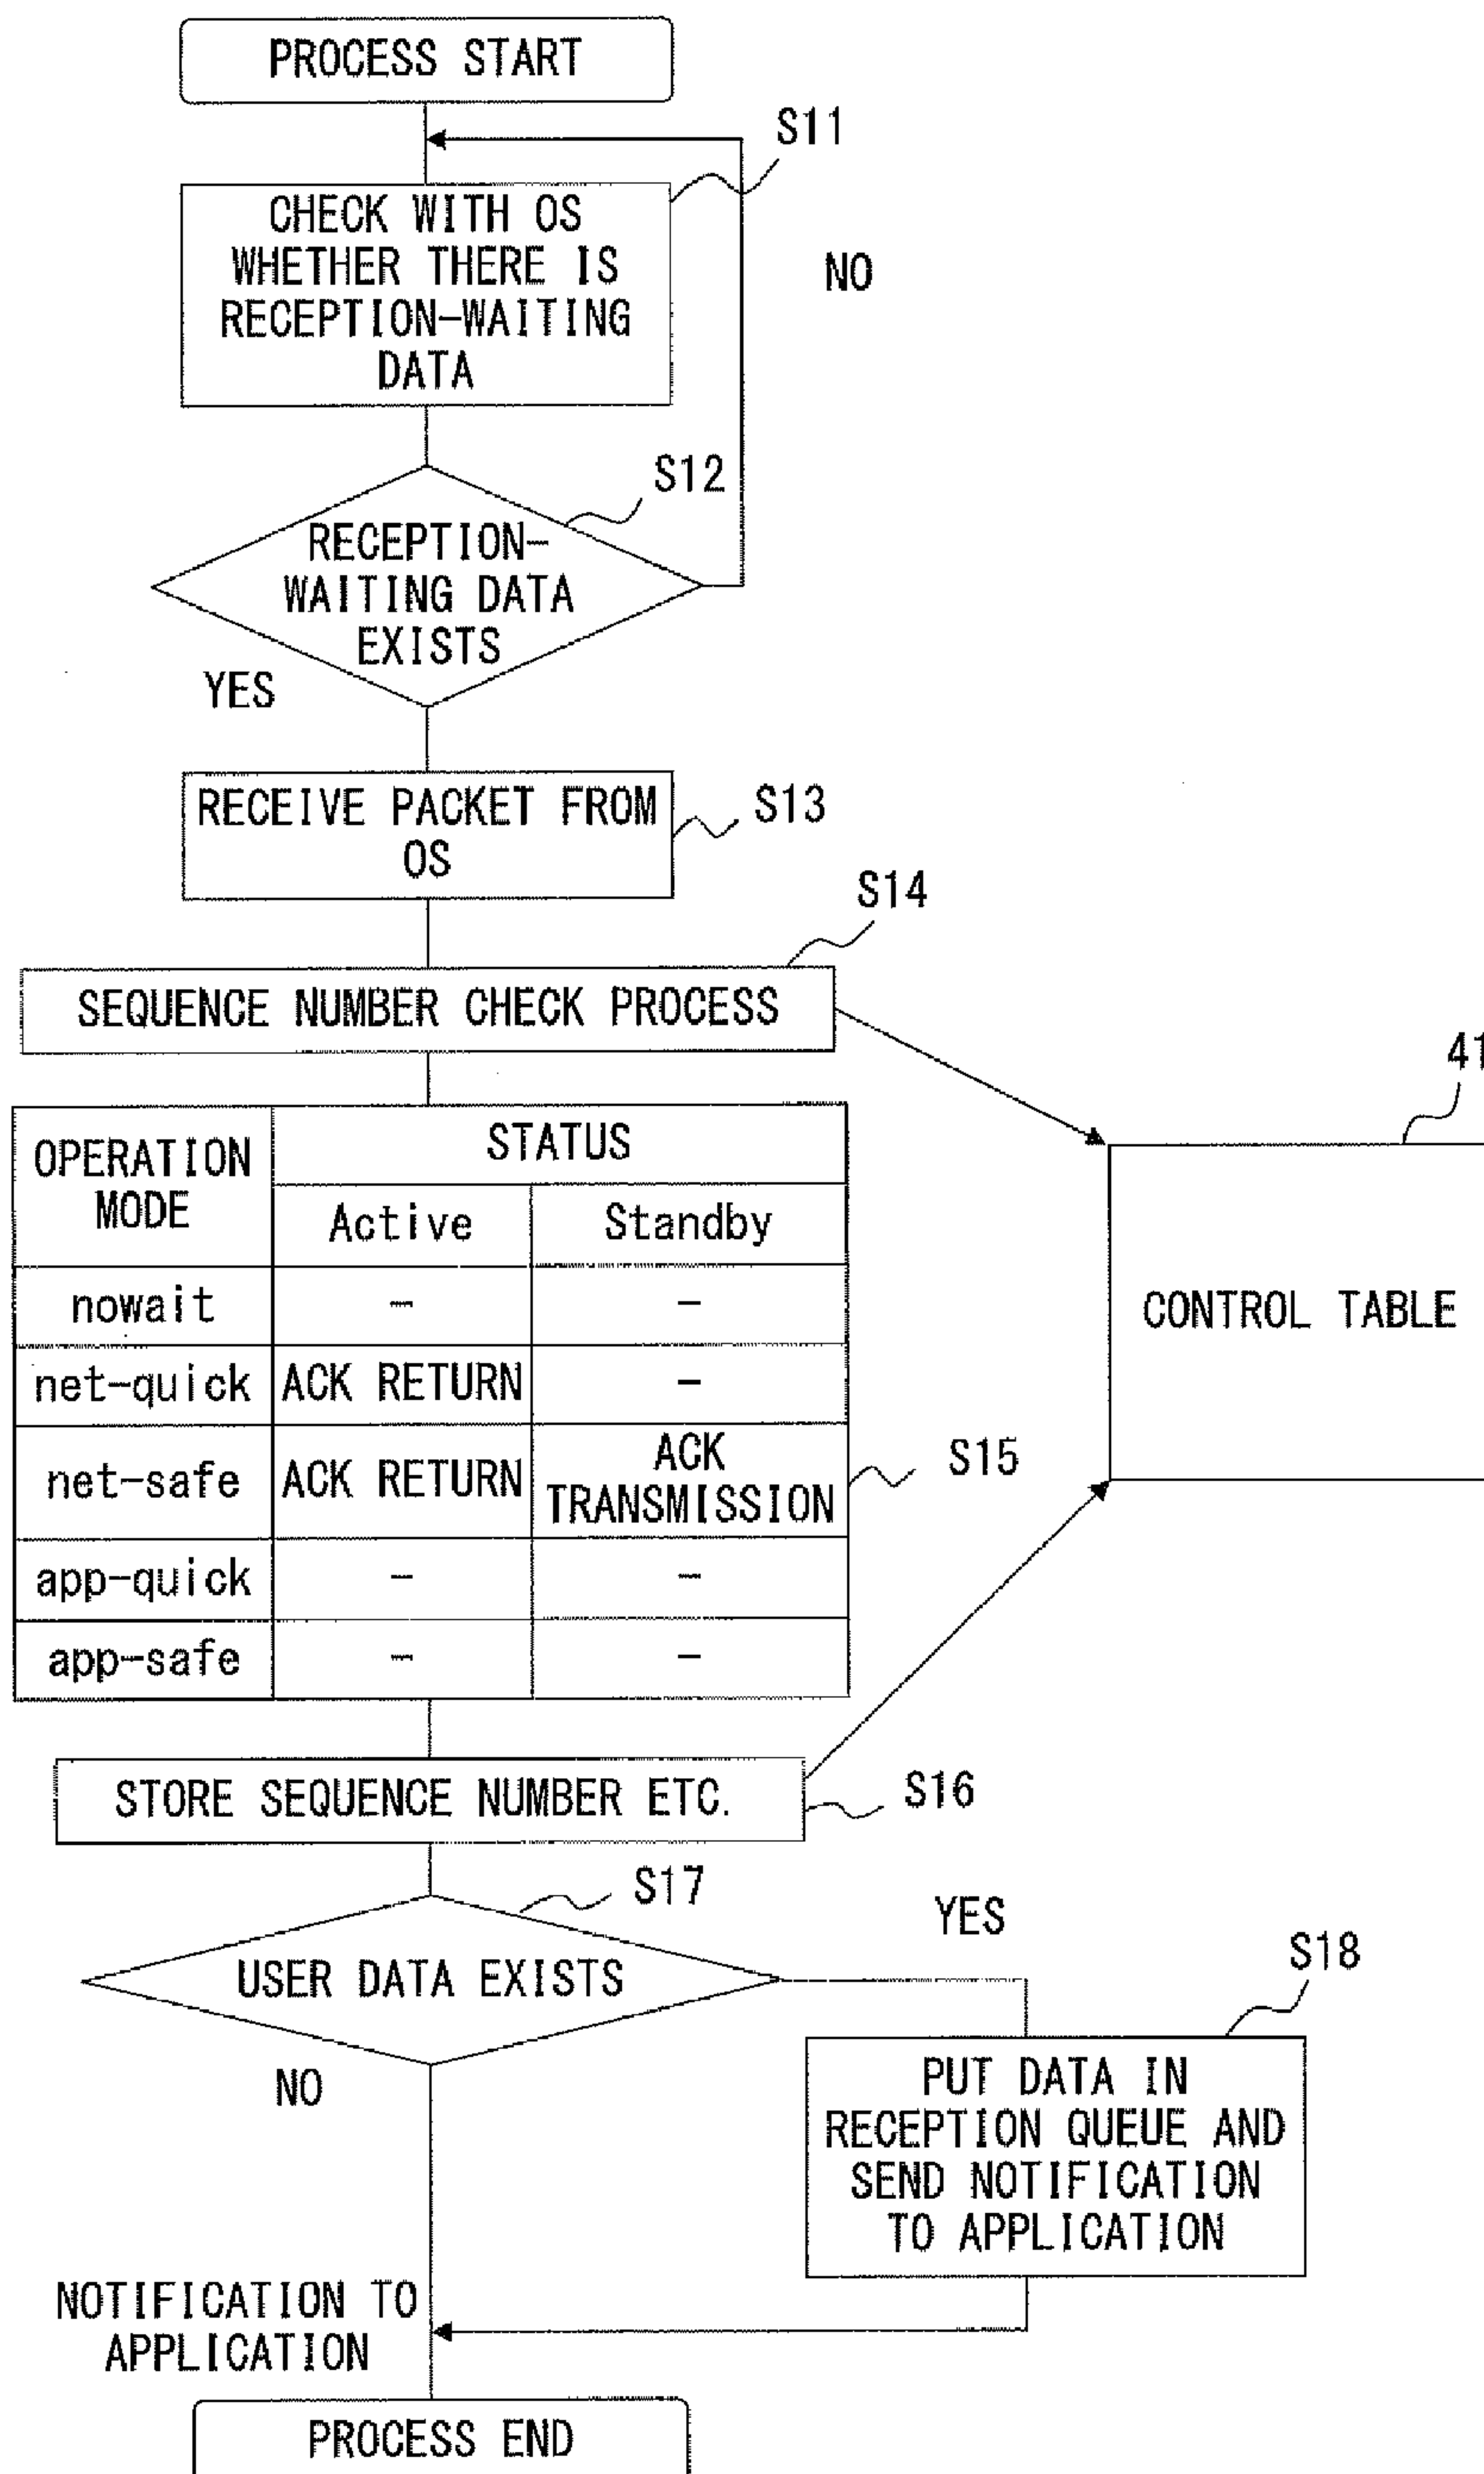 PROCESS START
S11
CHECK WITH OS
WHETHER THERE IS
RECEPTION-WAITING
DATA
NO
S12
RECEPTION-
WAITING DATA
EXISTS
YES
RECEIVE PACKET FROM
OS
S13
S14
SEQUENCE NUMBER CHECK PROCESS
41
OPERATION
MODE
STATUS
Active
Standby
CONTROL TABLE
nowait - -
net-quick ACK RETURN -
net-safe ACK RETURN ACK
TRANSMISSION
S15
app-quick - -
app-safe - -
STORE SEQUENCE NUMBER ETC.
S16
S17
USER DATA EXISTS
YES
S18
NO
PUT DATA IN
RECEPTION QUEUE AND
SEND NOTIFICATION
TO APPLICATION
NOTIFICATION TO
APPLICATION
PROCESS END